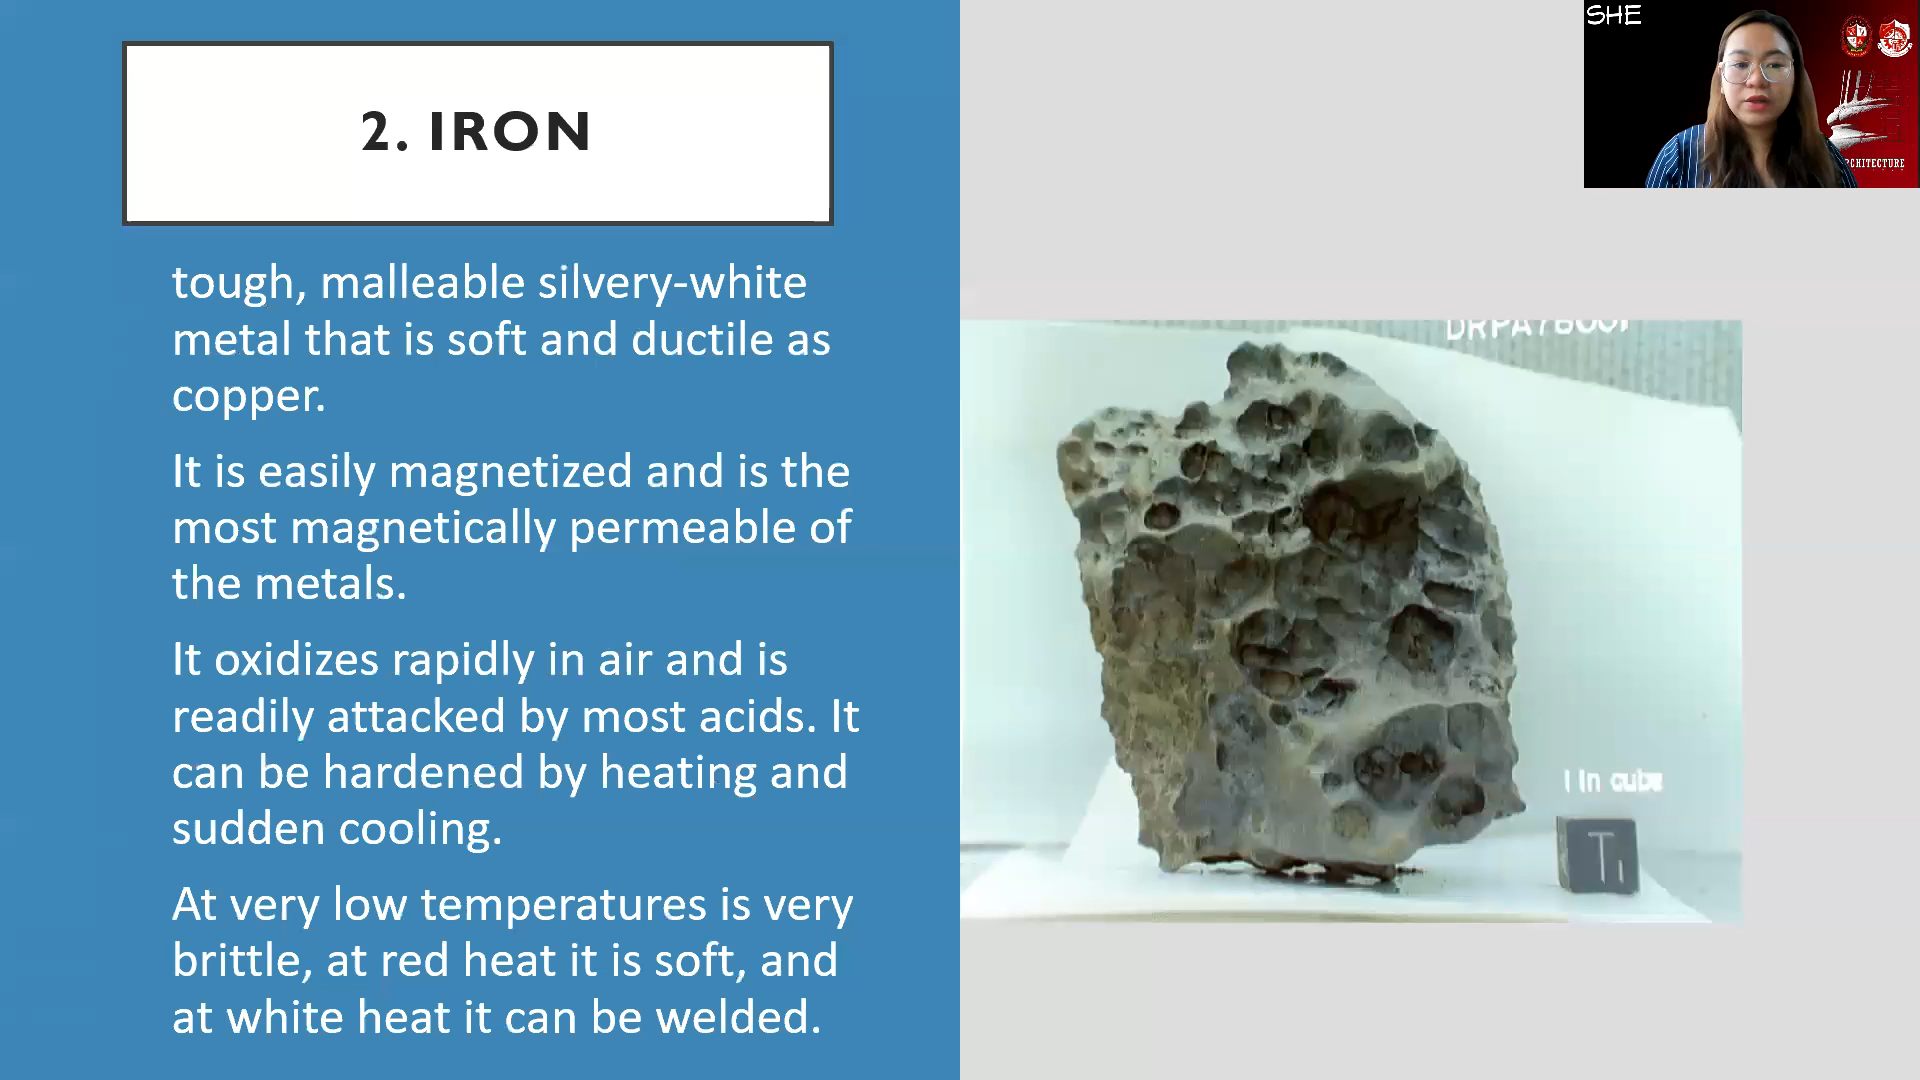 SHE
2. IRON
tough, malleable silvery-white
metal that is soft and ductile as
copper.
It is easily magnetized and is the
most magnetically permeable of
the metals.
It oxidizes rapidly in air and is
readily attacked by most acids. It
can be hardened by heating and
sudden cooling.
At very low temperatures is very
brittle, at red heat it is soft, and
at white heat it can be welded.
1 in cube
T1